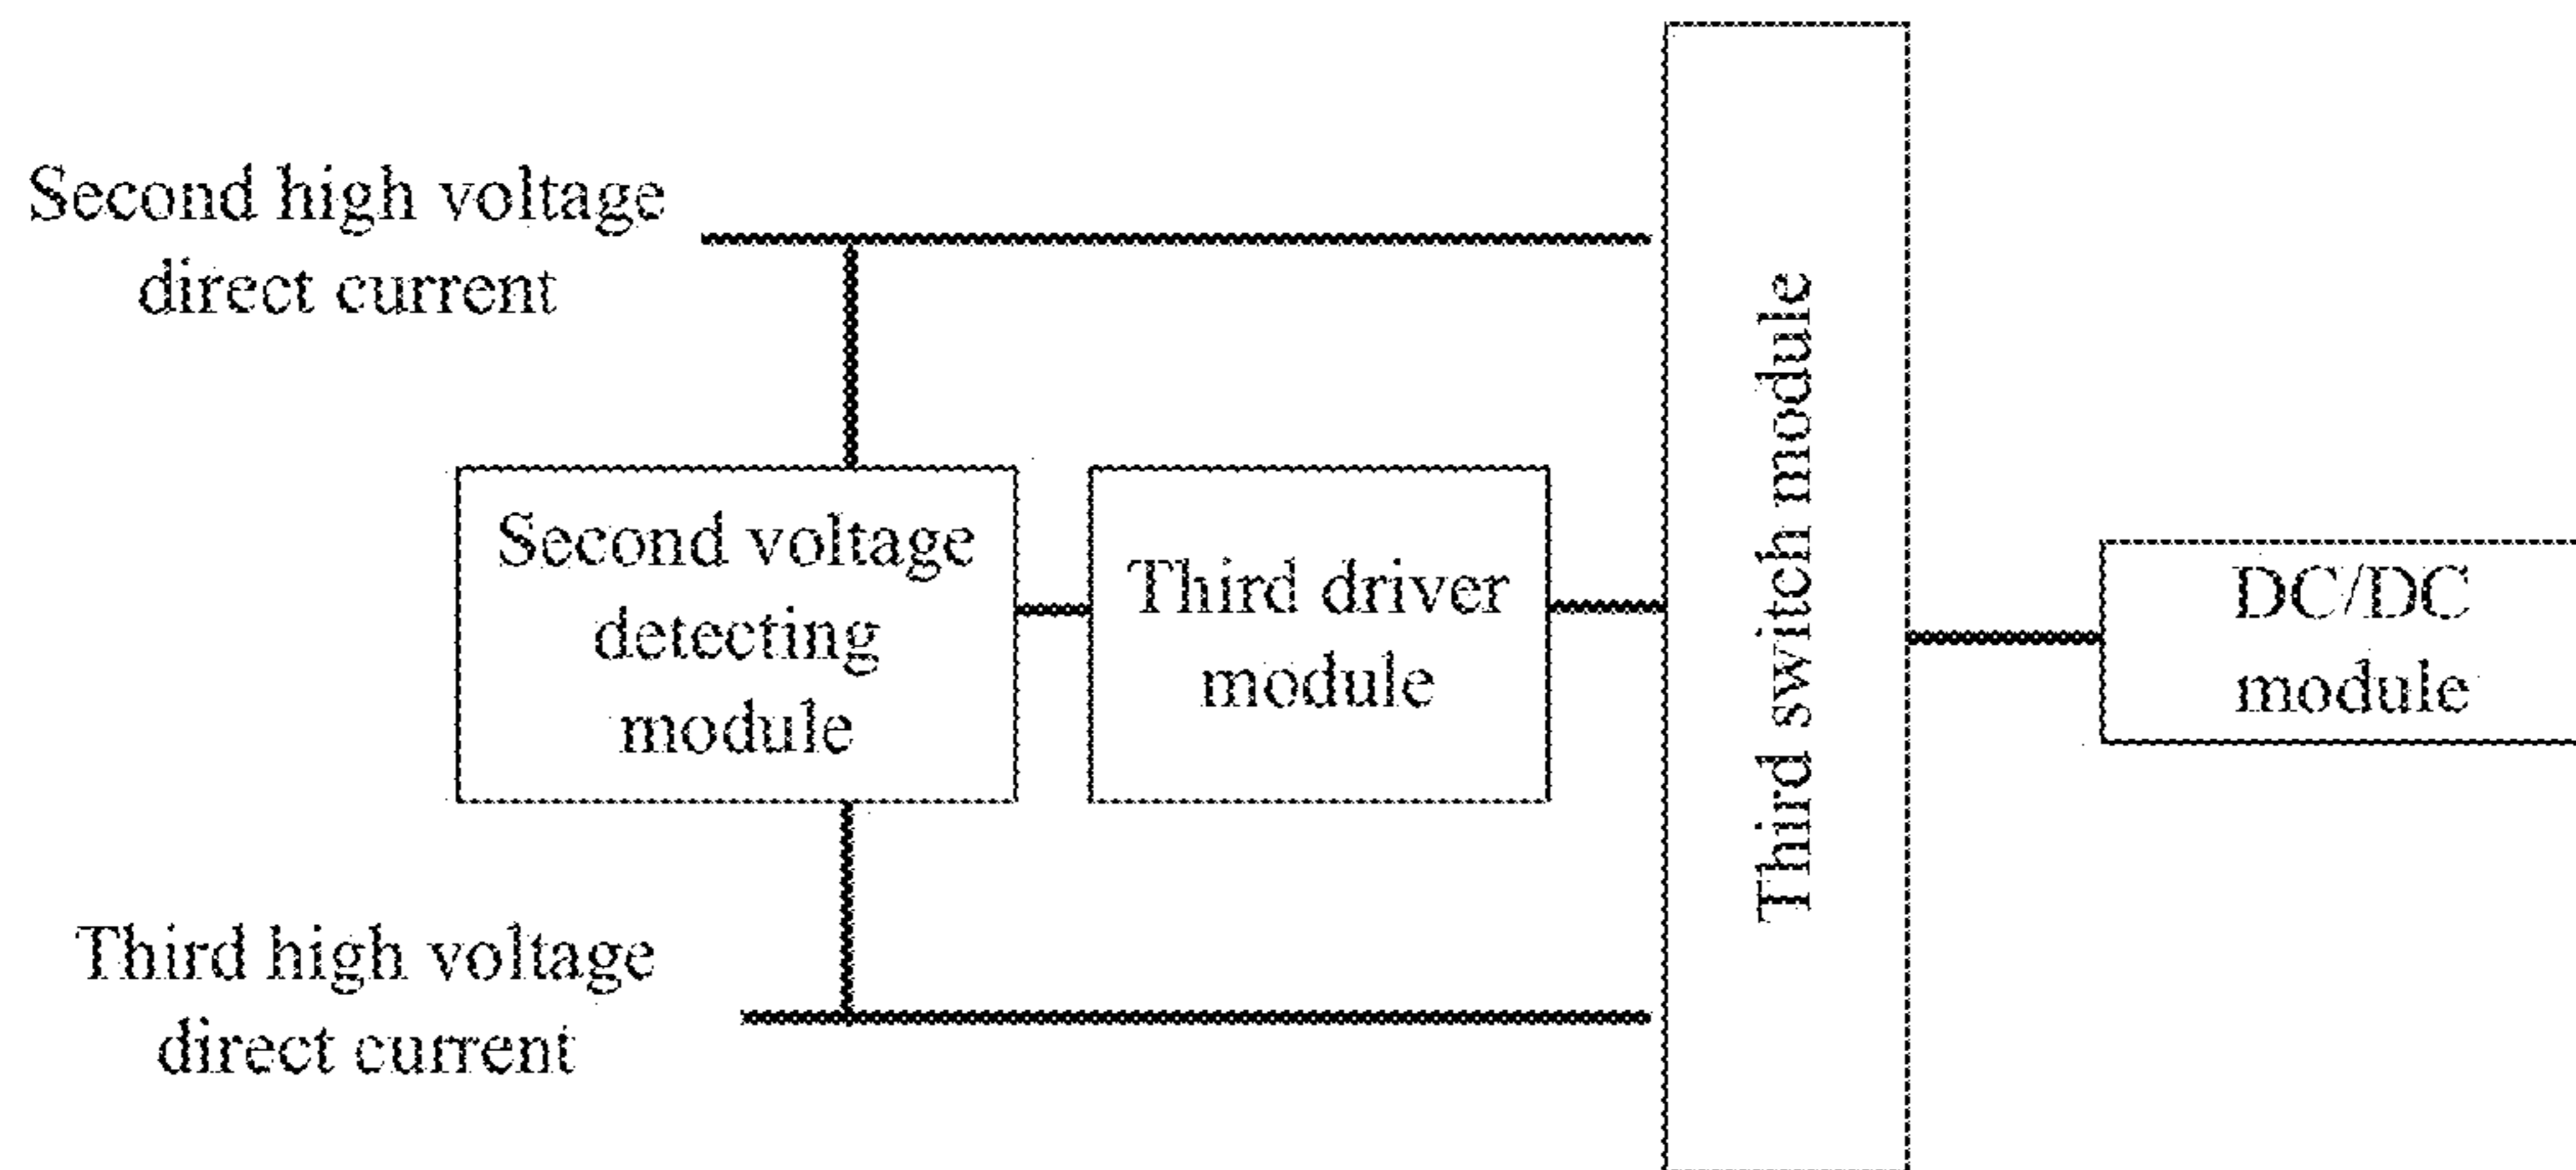 Second high voltage
direct current
Second voltage
detecting
module
Third driver
module
Third switch module
DC/DC
module
Third high voltage
direct current